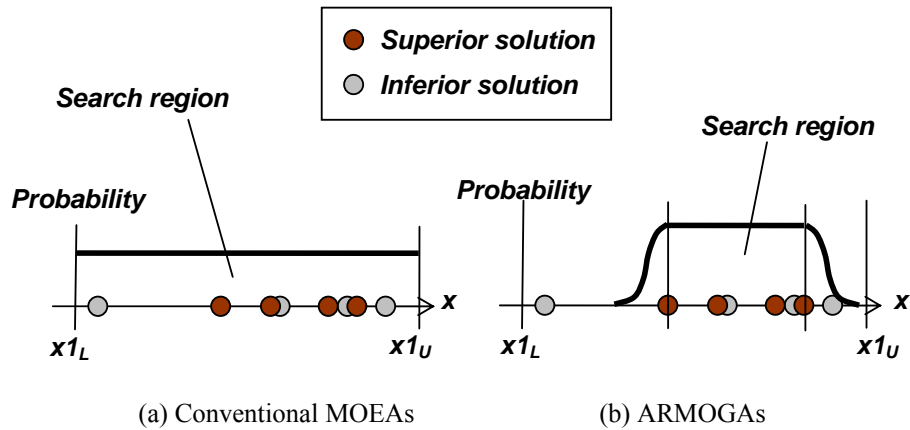 Superior solution
Inferior solution
Search region
Probability
x
x1L
x1U
(a) Conventional MOEAs
Search region
Probability
x
x1L
x1U
(b) ARMOGAs